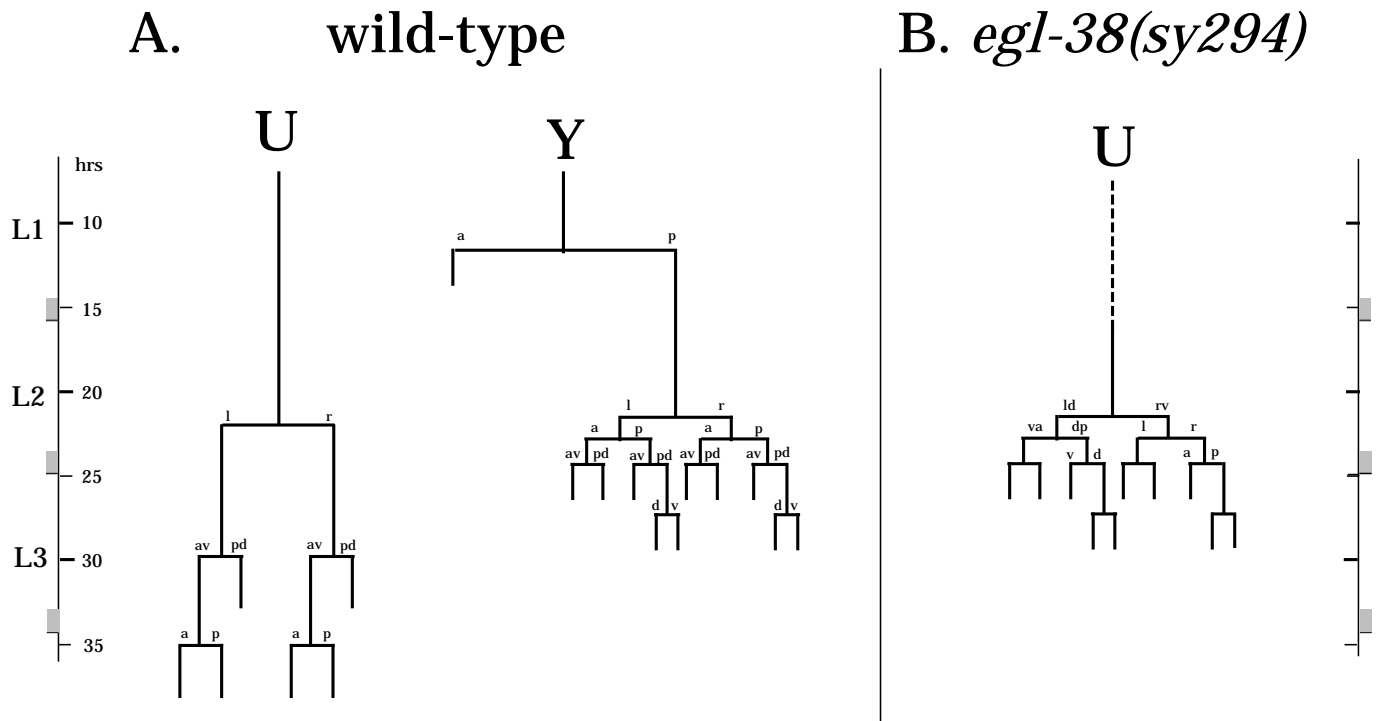 A. wild-type B. egl-38(sy294)
U Y U
hrs
L1 10
15
L2 20
25
L3 30
35
a p
l r
l r
a p a p
av pd av pd av pd av pd
d v d v
av pd av pd
a p a p
ld rv
va dp l r
v d a p